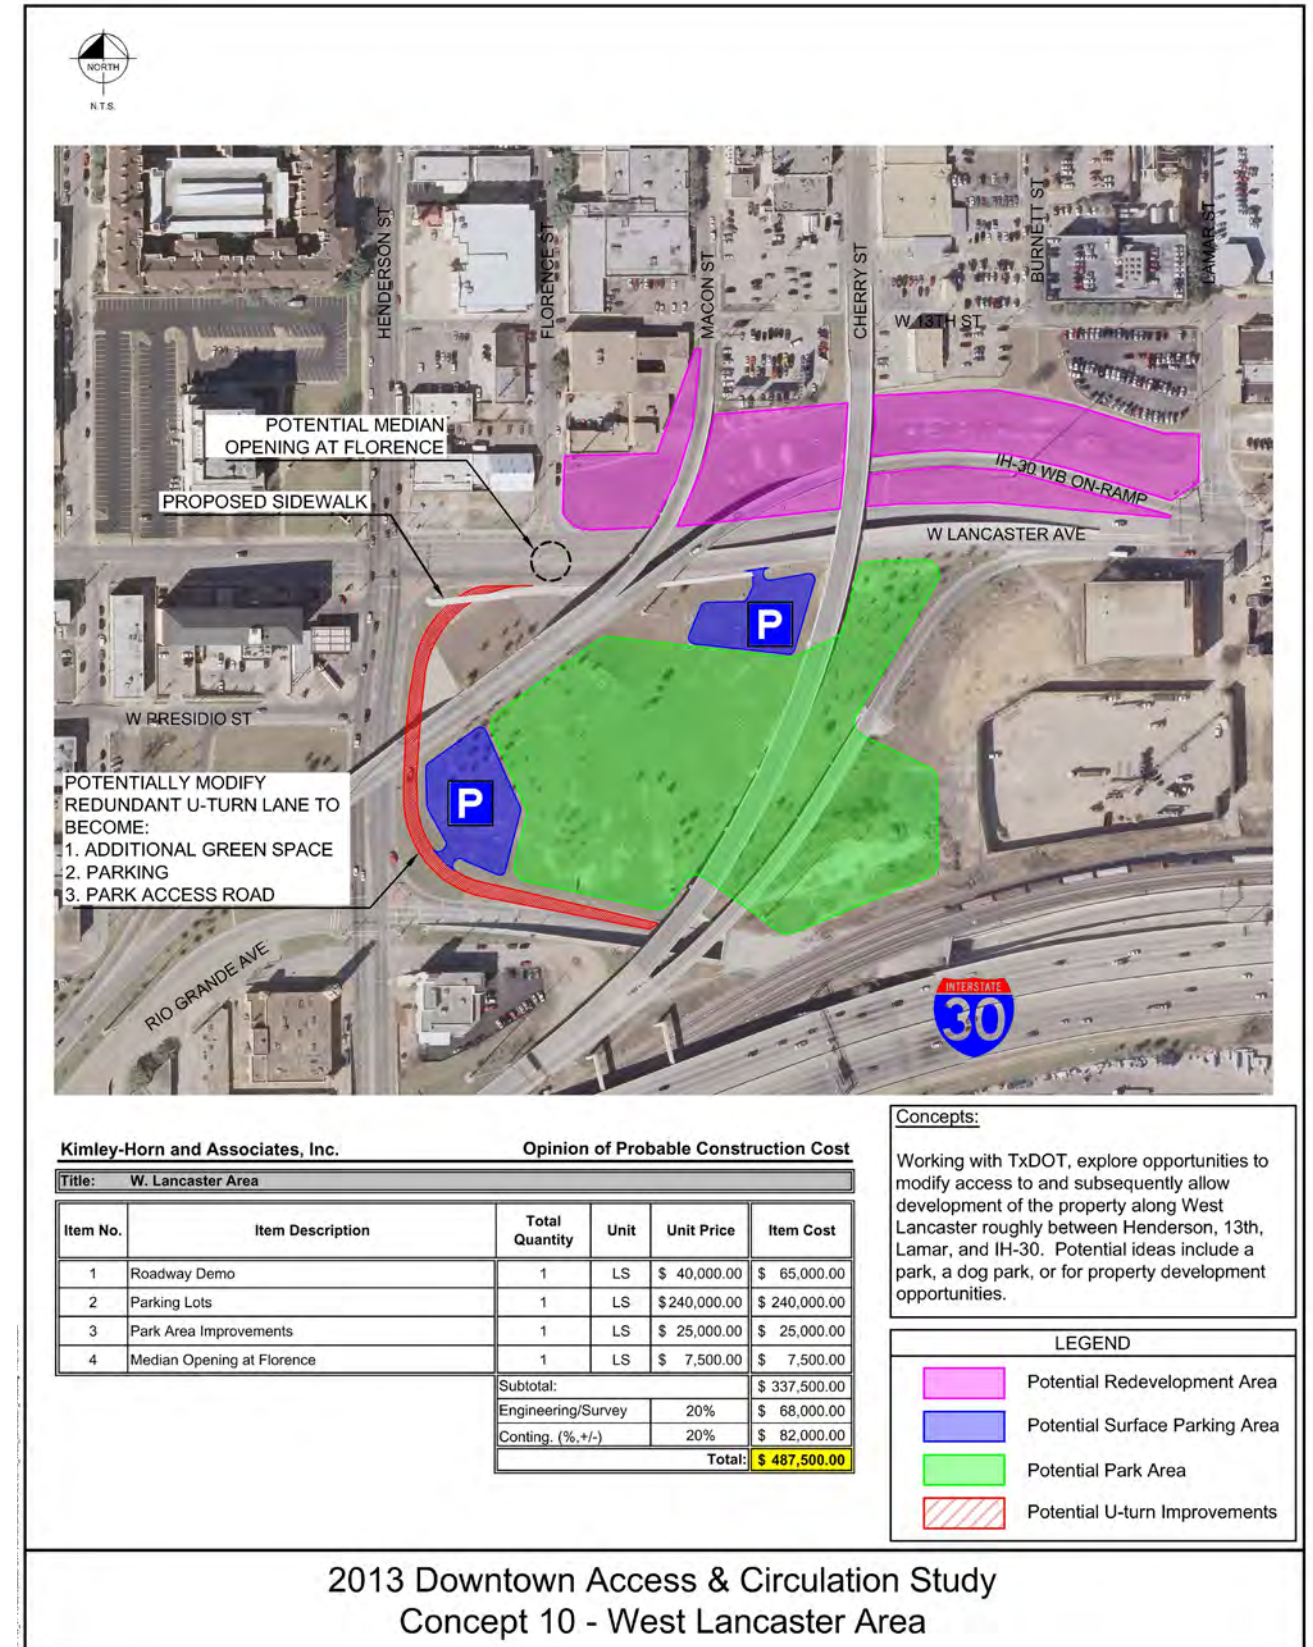 NORTH
N.T.S.
HENDERSON ST
FLORENCE ST
MACON ST
CHERRY ST
BURNETT ST
LAMAR ST
W 13TH ST
POTENTIAL MEDIAN
OPENING AT FLORENCE
PROPOSED SIDEWALK
IH-30 WB ON-RAMP
W LANCASTER AVE
P
W PRESIDIO ST
POTENTIALLY MODIFY
REDUNDANT U-TURN LANE TO
BECOME:
1. ADDITIONAL GREEN SPACE
2. PARKING
3. PARK ACCESS ROAD
P
RIO GRANDE AVE
INTERSTATE
30
Kimley-Horn and Associates, Inc. Opinion of Probable Construction Cost
Title: W. Lancaster Area
Item No. Item Description Total Quantity Unit Unit Price Item Cost
1 Roadway Demo 1 LS $ 40,000.00 $ 65,000.00
2 Parking Lots 1 LS $240,000.00 $ 240,000.00
3 Park Area Improvements 1 LS $ 25,000.00 $ 25,000.00
4 Median Opening at Florence 1 LS $ 7,500.00 $ 7,500.00
Subtotal: $ 337,500.00
Engineering/Survey 20% $ 68,000.00
Conting. (%,+/-) 20% $ 82,000.00
Total: $ 487,500.00
Concepts:
Working with TxDOT, explore opportunities to
modify access to and subsequently allow
development of the property along West
Lancaster roughly between Henderson, 13th,
Lamar, and IH-30. Potential ideas include a
park, a dog park, or for property development
opportunities.
LEGEND
Potential Redevelopment Area
Potential Surface Parking Area
Potential Park Area
Potential U-turn Improvements
2013 Downtown Access & Circulation Study
Concept 10 - West Lancaster Area